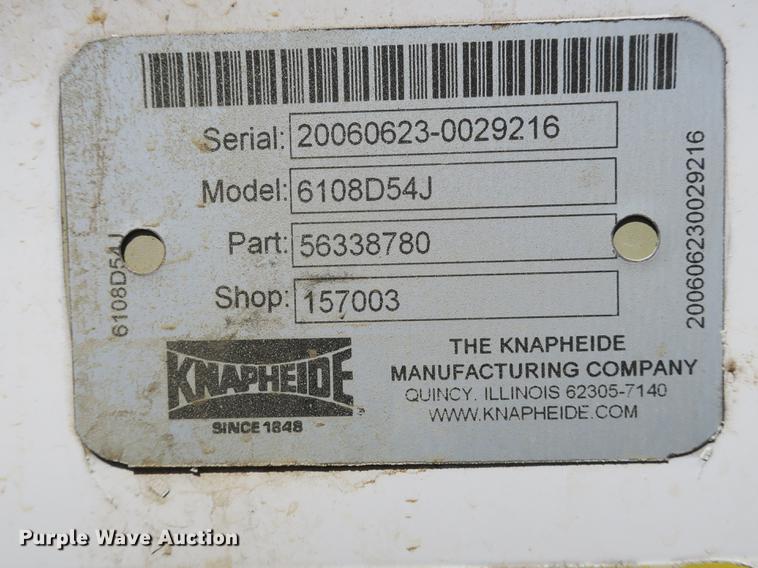 Serial: 20060623-0029216
Model: 6108D54J
Part: 56338780
Shop: 157003
6108D54J
200606230029216
KNAPHEIDE
SINCE 1848
THE KNAPHEIDE
MANUFACTURING COMPANY
QUINCY, ILLINOIS 62305-7140
WWW.KNAPHEIDE.COM
Purple Wave Auction